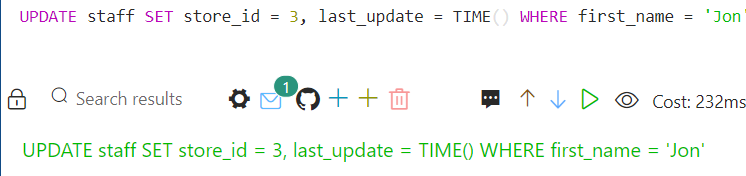 UPDATE staff SET store_id = 3, last_update = TIME() WHERE first_name = 'Jon'
1
Search results
Cost: 232ms
UPDATE staff SET store_id = 3, last_update = TIME() WHERE first_name = 'Jon'